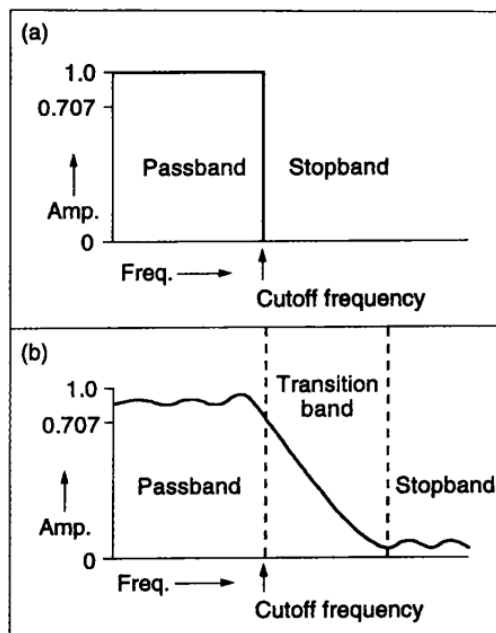 (a)
1.0
0.707
Passband Stopband
Amp.
0
Freq.
Cutoff frequency
(b)
Transition
band
1.0
0.707
Passband Stopband
Amp.
0
Freq.
Cutoff frequency